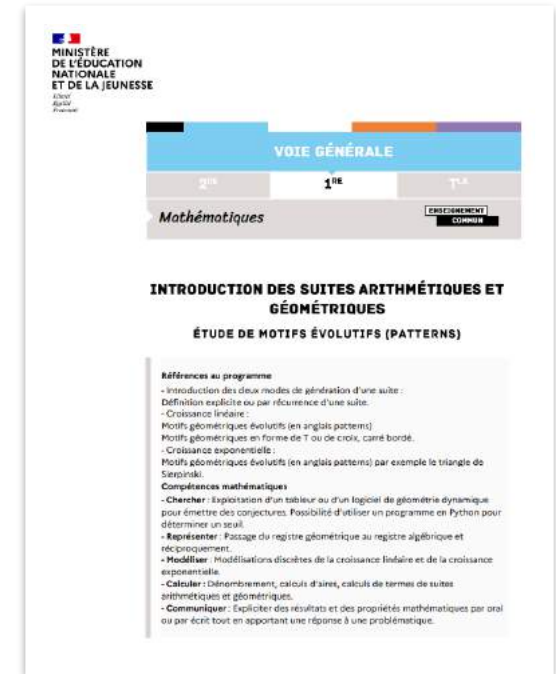 MINISTÈRE
DE L'ÉDUCATION
NATIONALE
ET DE LA JEUNESSE
Liberté
Égalité
Fraternité
VOIE GÉNÉRALE
2DE
1RE
TLE
Mathématiques
ENSEIGNEMENT
COMMUN
INTRODUCTION DES SUITES ARITHMÉTIQUES ET
GÉOMÉTRIQUES
ÉTUDE DE MOTIFS ÉVOLUTIFS (PATTERNS)
Références au programme
- Introduction des deux modes de génération d'une suite :
Définition explicite ou par récurrence d'une suite.
- Croissance linéaire :
Motifs géométriques évolutifs (en anglais patterns)
Motifs géométriques en forme de T ou de croix, carré bordé.
- Croissance exponentielle :
Motifs géométriques évolutifs (en anglais patterns) par exemple le triangle de
Sierpinski.
Compétences mathématiques
- Chercher : Exploitation d'un tableur ou d'un logiciel de géométrie dynamique
pour émettre des conjectures. Possibilité d'utiliser un programme en Python pour
déterminer un seuil.
- Représenter : Passage du registre géométrique au registre algébrique et
réciproquement.
- Modéliser : Modélisations discrètes de la croissance linéaire et de la croissance
exponentielle.
- Calculer : Dénombrement, calculs d'aires, calculs de termes de suites
arithmétiques et géométriques.
- Communiquer : Expliciter des résultats et des propriétés mathématiques par oral
ou par écrit tout en apportant une réponse à une problématique.